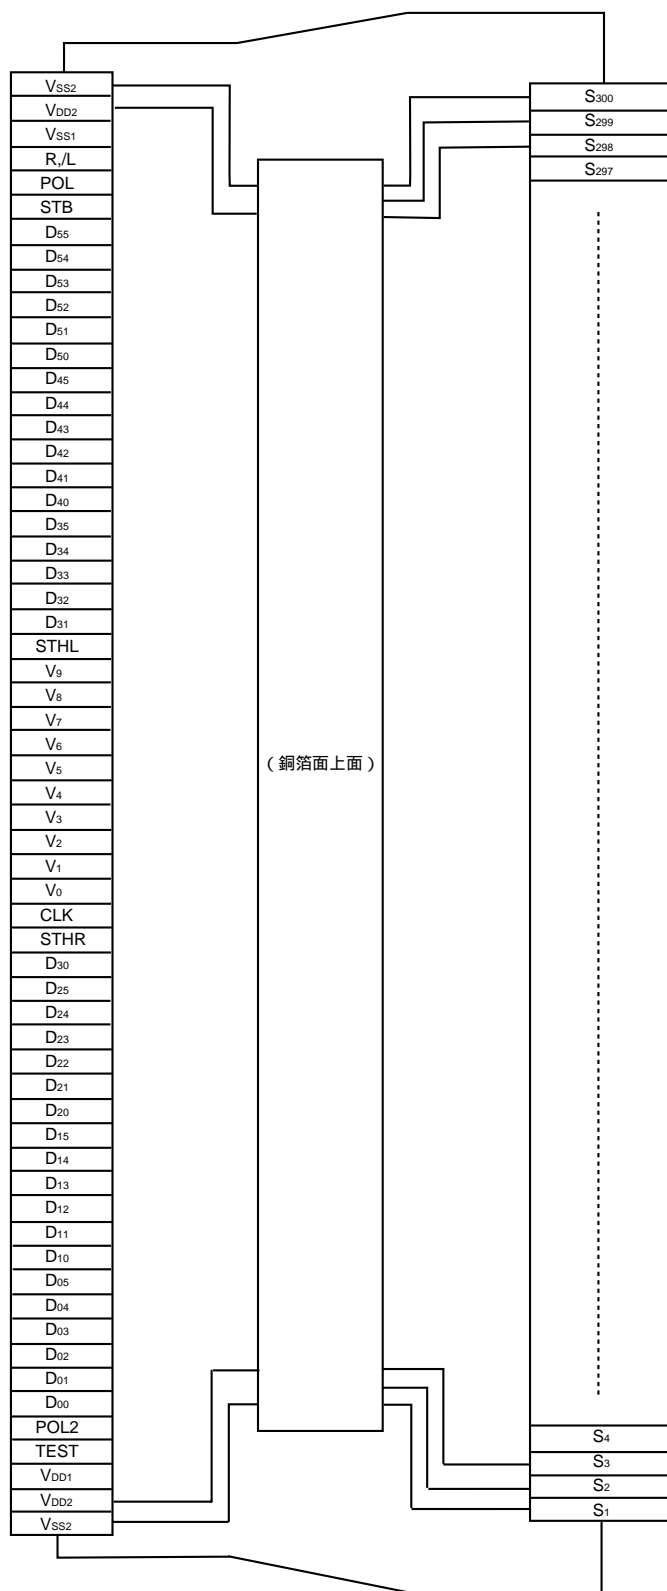 VSS2
VDD2
VSS1
R,/L
POL
STB
D55
D54
D53
D52
D51
D50
D45
D44
D43
D42
D41
D40
D35
D34
D33
D32
D31
STHL
V9
V8
V7
V6
V5
V4
V3
V2
V1
V0
CLK
STHR
D30
D25
D24
D23
D22
D21
D20
D15
D14
D13
D12
D11
D10
D05
D04
D03
D02
D01
D00
POL2
TEST
VDD1
VDD2
VSS2
(銅箔面上面)
S300
S299
S298
S297
S4
S3
S2
S1